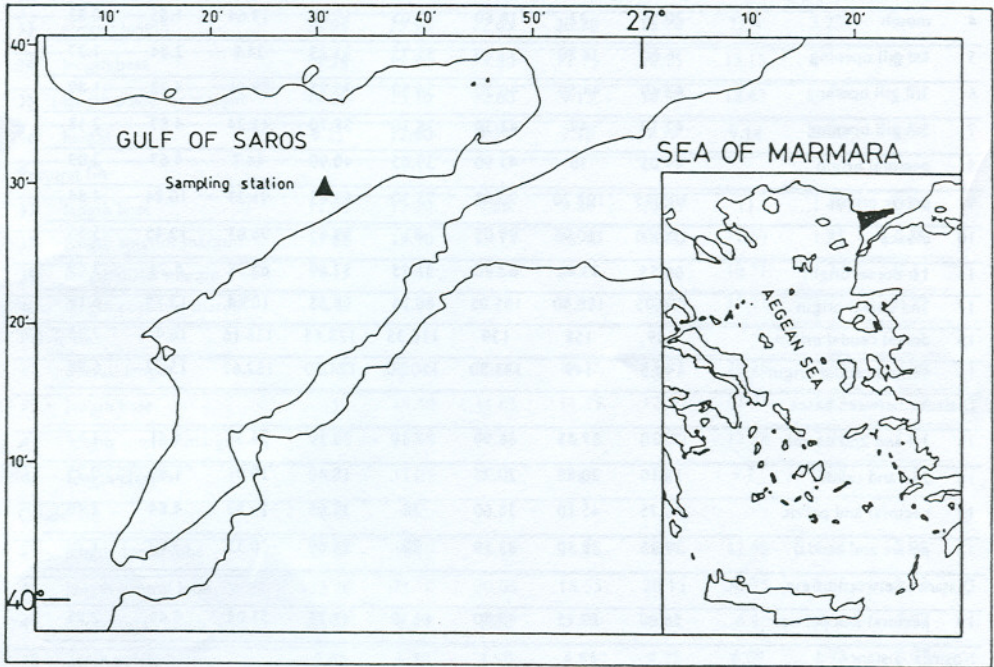 10′ 20′ 30′ 40′ 50′ 27° 10′ 20′
40′
GULF OF SAROS
SEA OF MARMARA
30′
Sampling station
AEGEAN SEA
20′
10′
40°